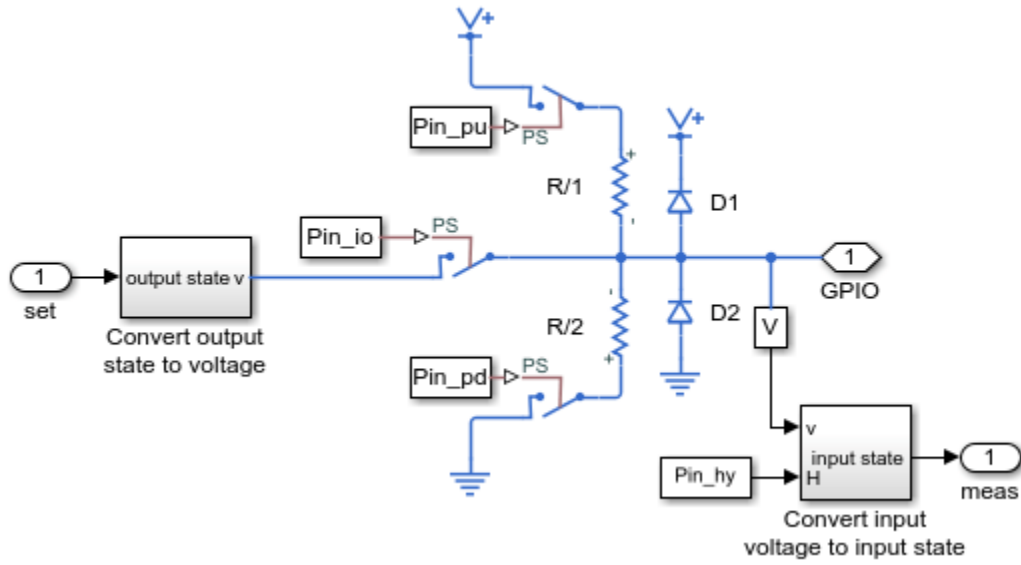 V+
Pin_pu
PS
V+
+
R/1
-
D1
Pin_io
PS
1
set
output state v
Convert output
state to voltage
1
GPIO
-
R/2
+
D2
V
Pin_pd
PS
v
input state
H
Pin_hy
1
meas
Convert input
voltage to input state